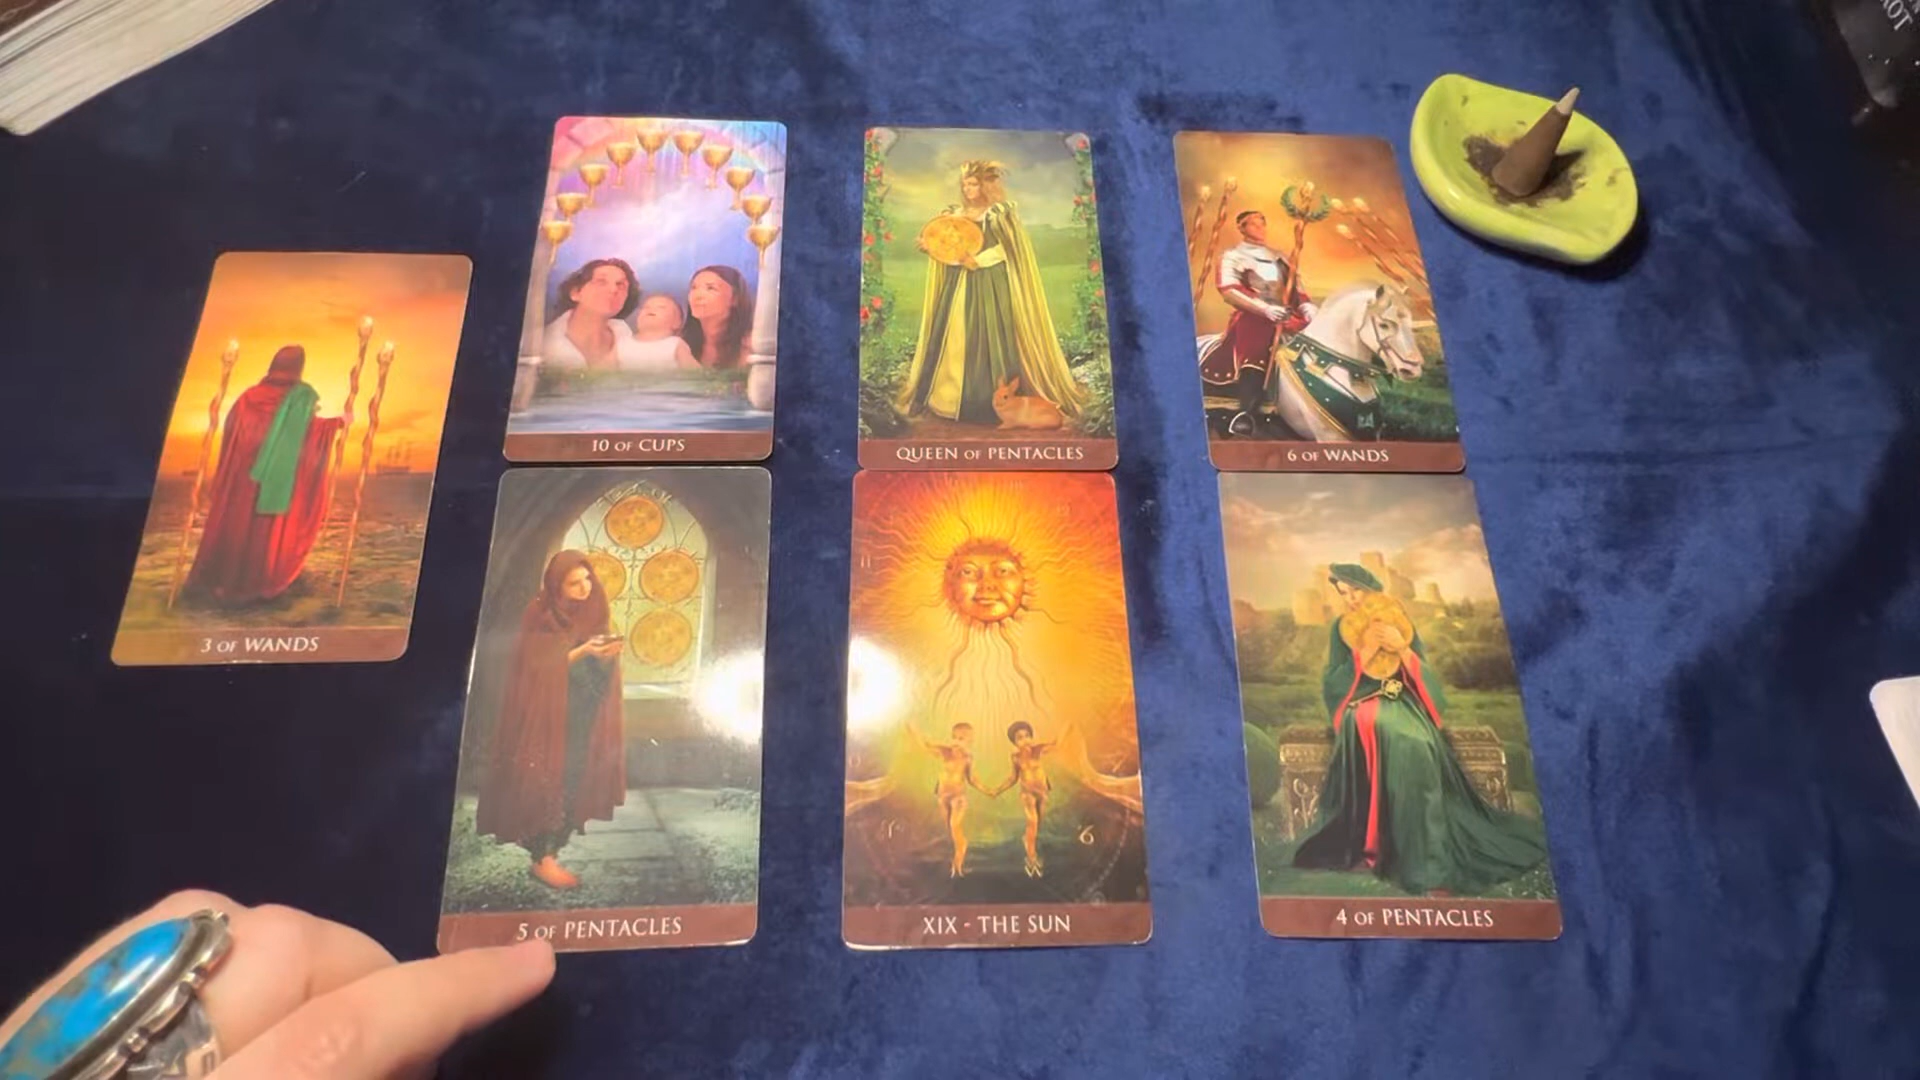 10 OF CUPS
QUEEN OF PENTACLES
6 OF WANDS
3 OF WANDS
5 OF PENTACLES
XIX - THE SUN
4 OF PENTACLES